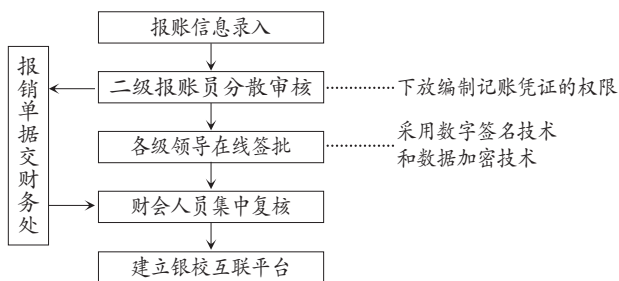 报账信息录入
二级报账员分散审核
下放编制记账凭证的权限
各级领导在线签批
采用数字签名技术
和数据加密技术
财会人员集中复核
建立银校互联平台
报销单据交财务处